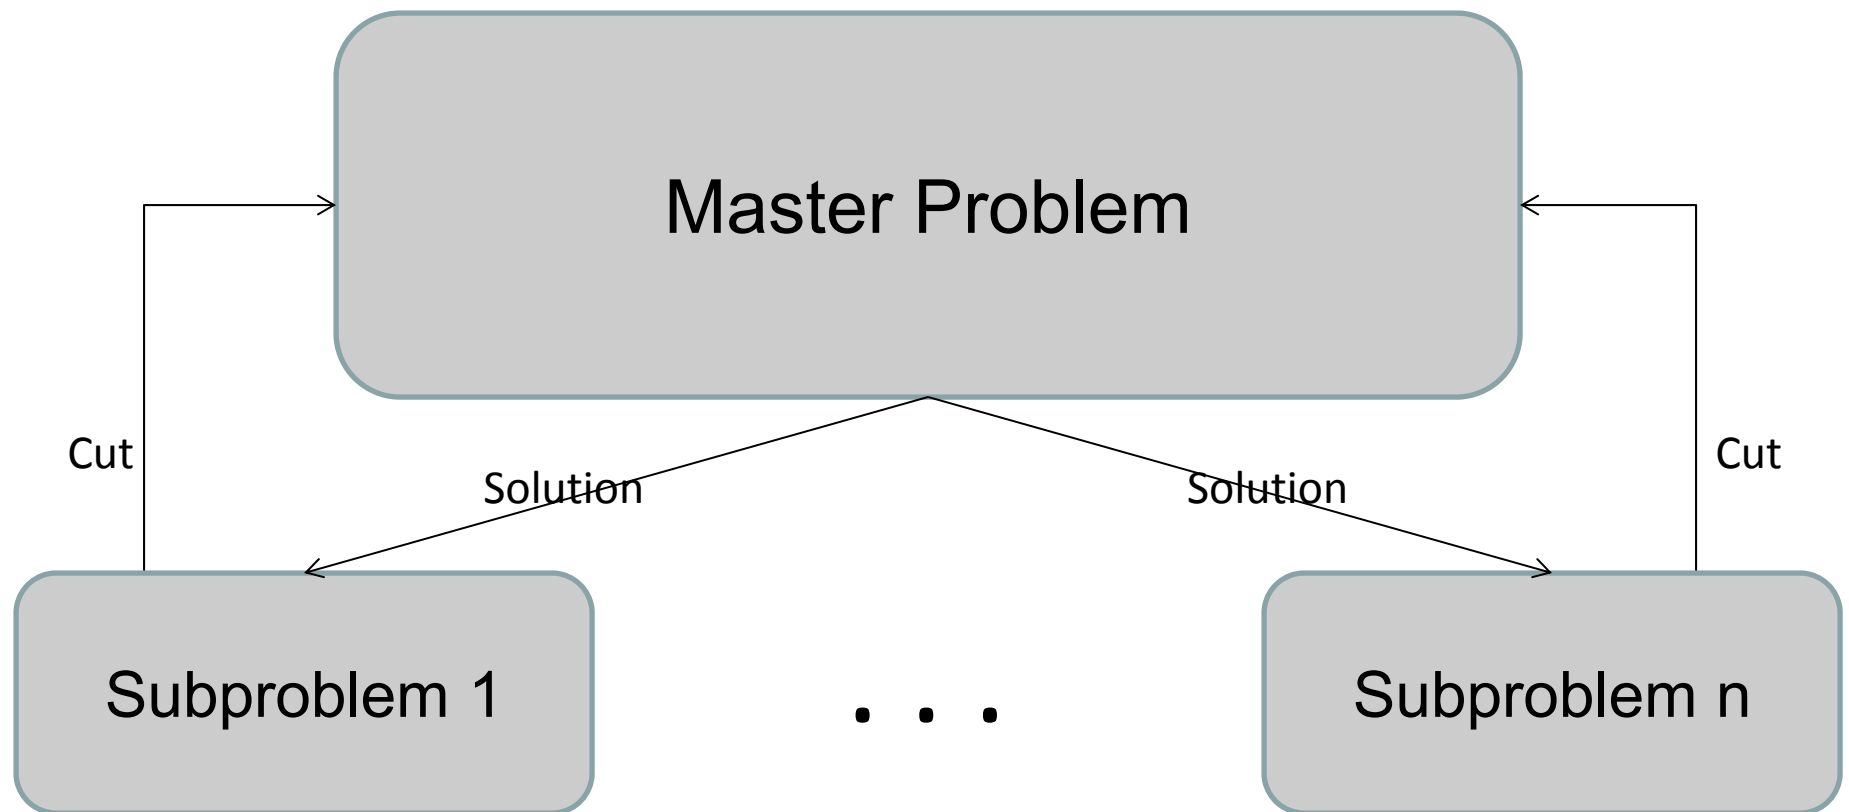 Master Problem
Cut
Solution
Solution
Cut
Subproblem 1
. . .
Subproblem n